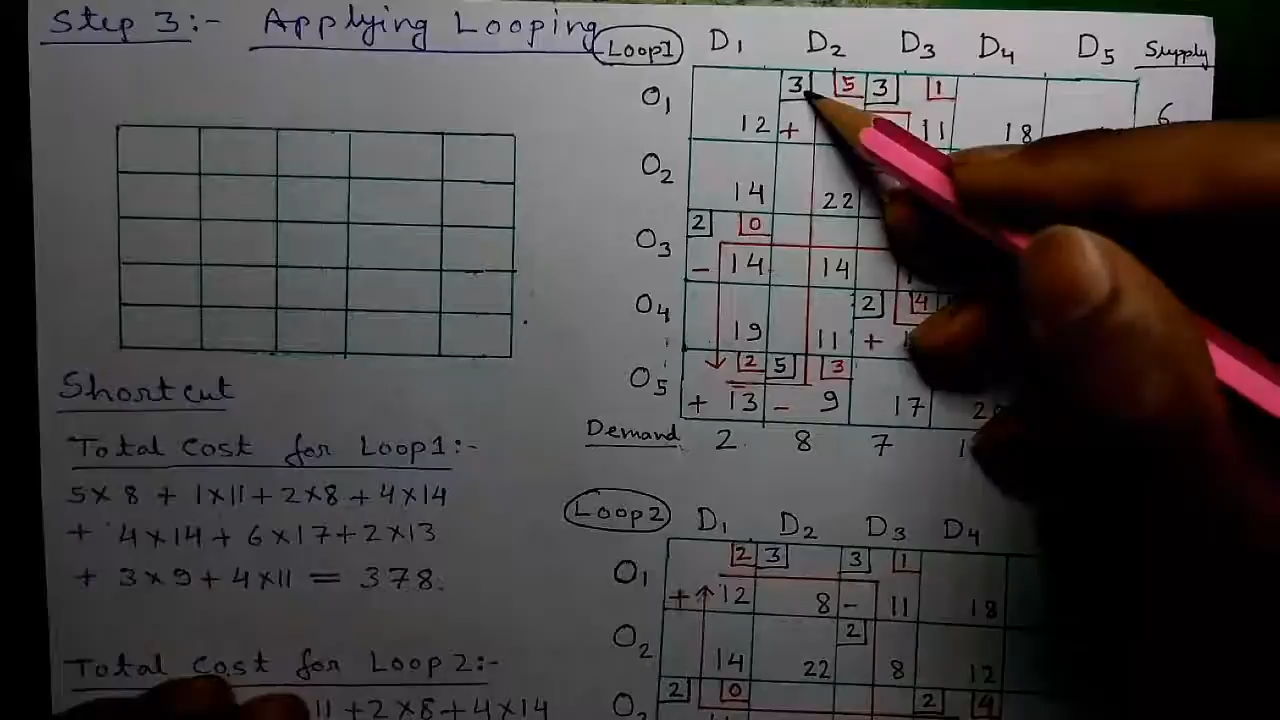 Step 3:- Applying Looping
Loop1 D1 D2 D3 D4 D5 Supply
O1 3 5 3 1 6
12 + 11 18
O2
14 22
2 0
O3
- 14 14
O4 2 4
19 11 +
2 5 3
O5
+ 13 - 9 17
Demand 2 8 7
Shortcut
Total Cost for Loop1:-
5×8 + 1×11 + 2×8 + 4×14
+ 4×14 + 6×17 + 2×13
+ 3×9 + 4×11 = 378.
Loop2 D1 D2 D3 D4
2 3 3 1
O1
+ 12 8 - 11 18
O2 2
14 22 8 12
2 0 2 4
Total Cost for Loop2:-
11 + 2×8 + 4×14